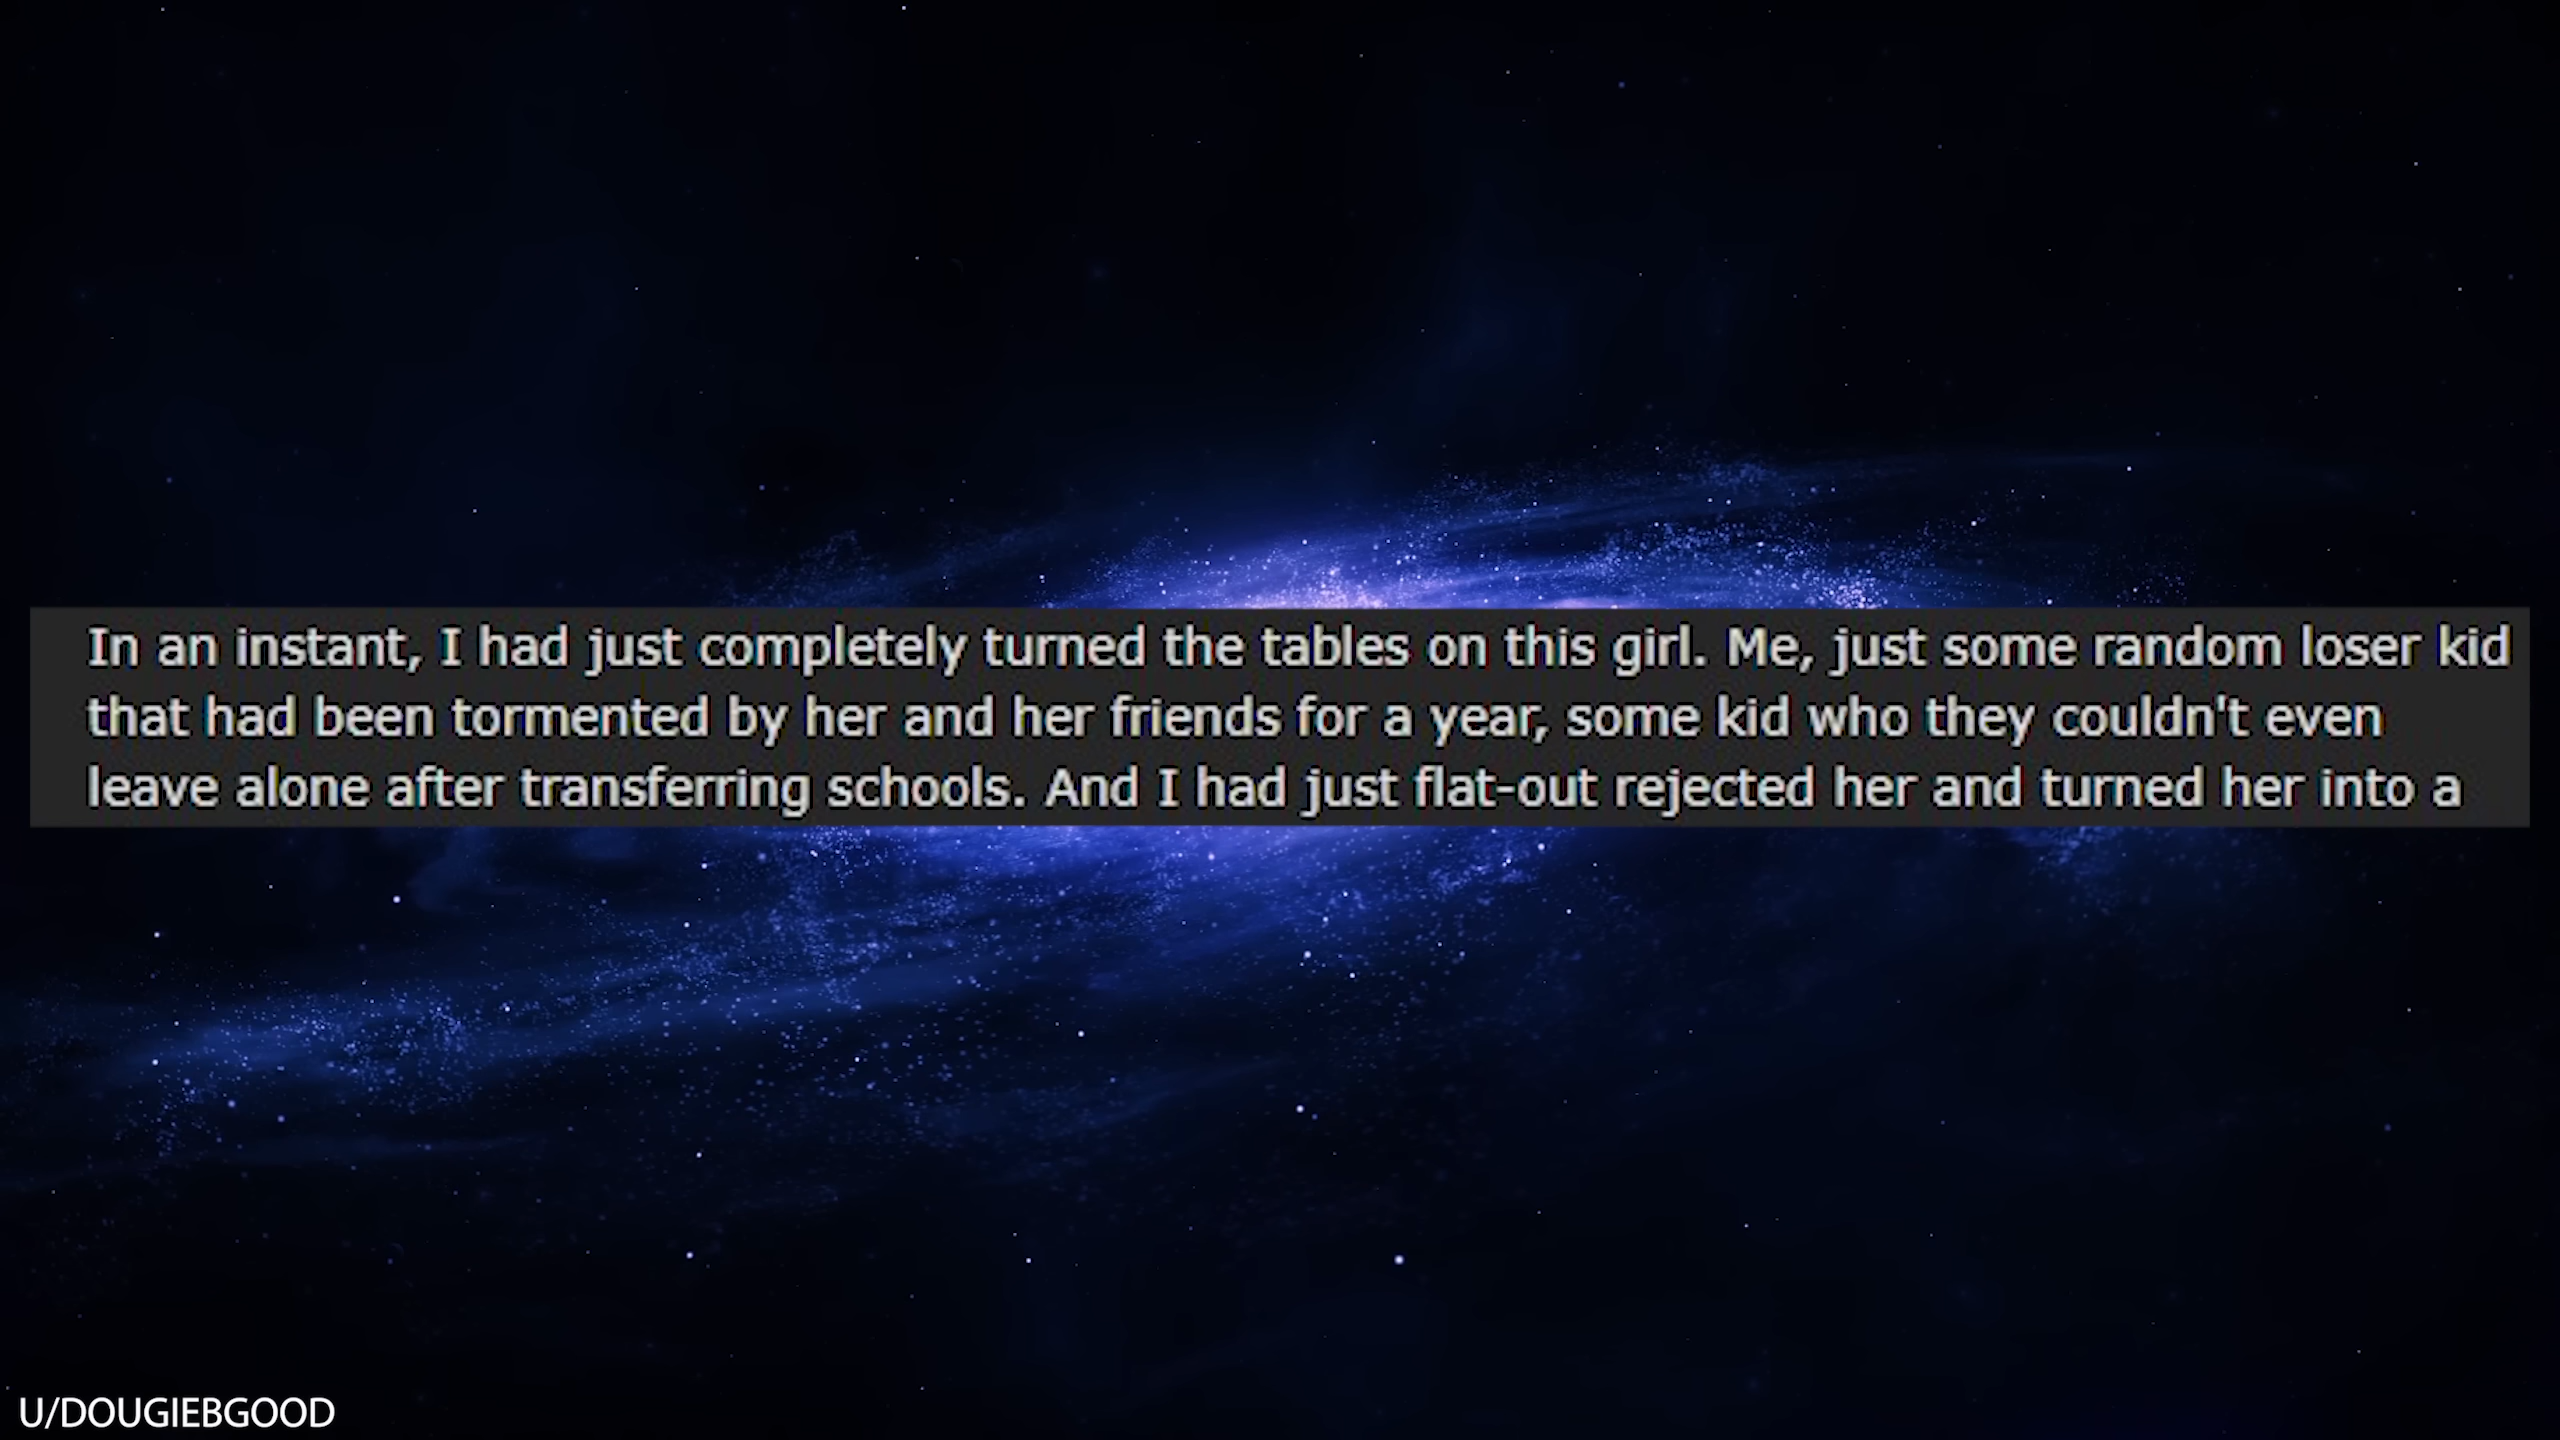 In an instant, I had just completely turned the tables on this girl. Me, just some random loser kid
that had been tormented by her and her friends for a year, some kid who they couldn't even
leave alone after transferring schools. And I had just flat-out rejected her and turned her into a
U/DOUGIEBGOOD